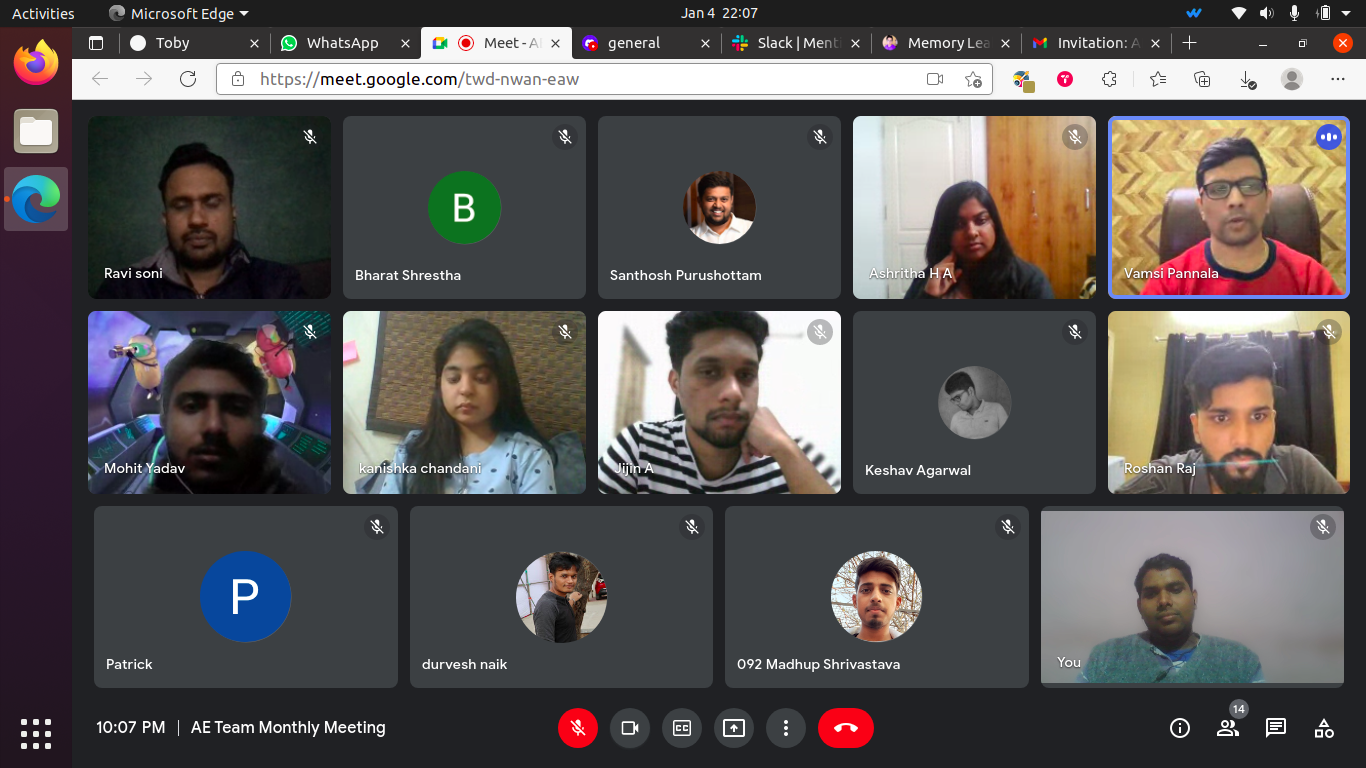 Activities
Microsoft Edge
Jan 4 22:07
Toby
WhatsApp
Meet - A
general
Slack | Ment
Memory Lea
Invitation: A
https://meet.google.com/twd-nwan-eaw
Ravi soni
B
Bharat Shrestha
Santhosh Purushottam
Ashritha H A
Vamsi Pannala
Mohit Yadav
kanishka chandani
Jijin A
Keshav Agarwal
Roshan Raj
P
Patrick
durvesh naik
092 Madhup Shrivastava
You
10:07 PM | AE Team Monthly Meeting
CC
14